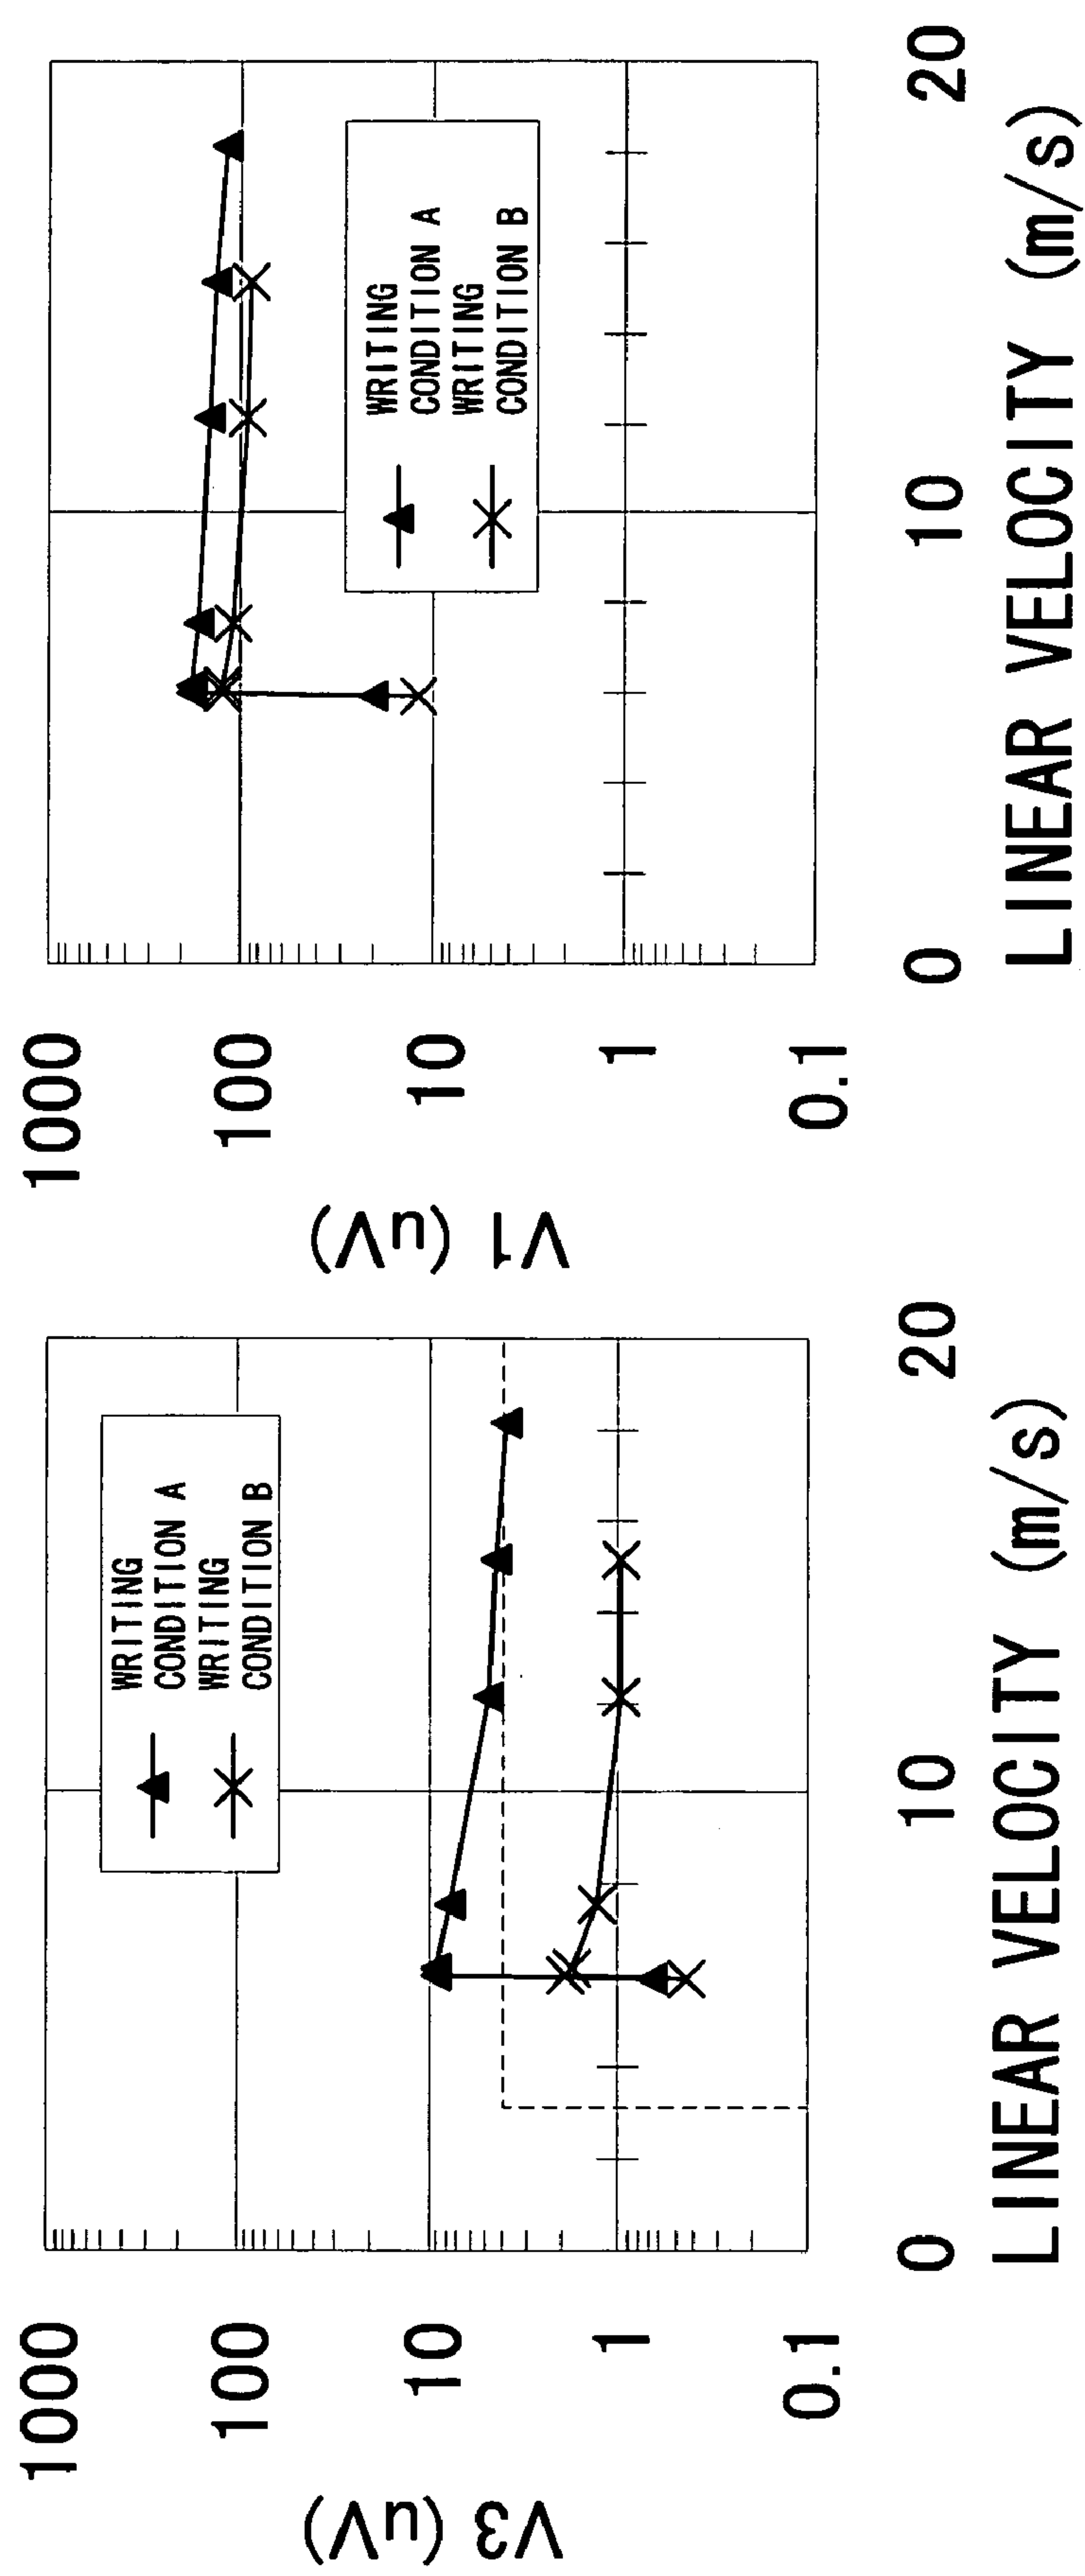 V3 (uV)
1000
100
10
1
0.1
WRITING
CONDITION A
WRITING
CONDITION B
0
10
20
LINEAR VELOCITY (m/s)
V1 (uV)
1000
100
10
1
0.1
WRITING
CONDITION A
WRITING
CONDITION B
0
10
20
LINEAR VELOCITY (m/s)